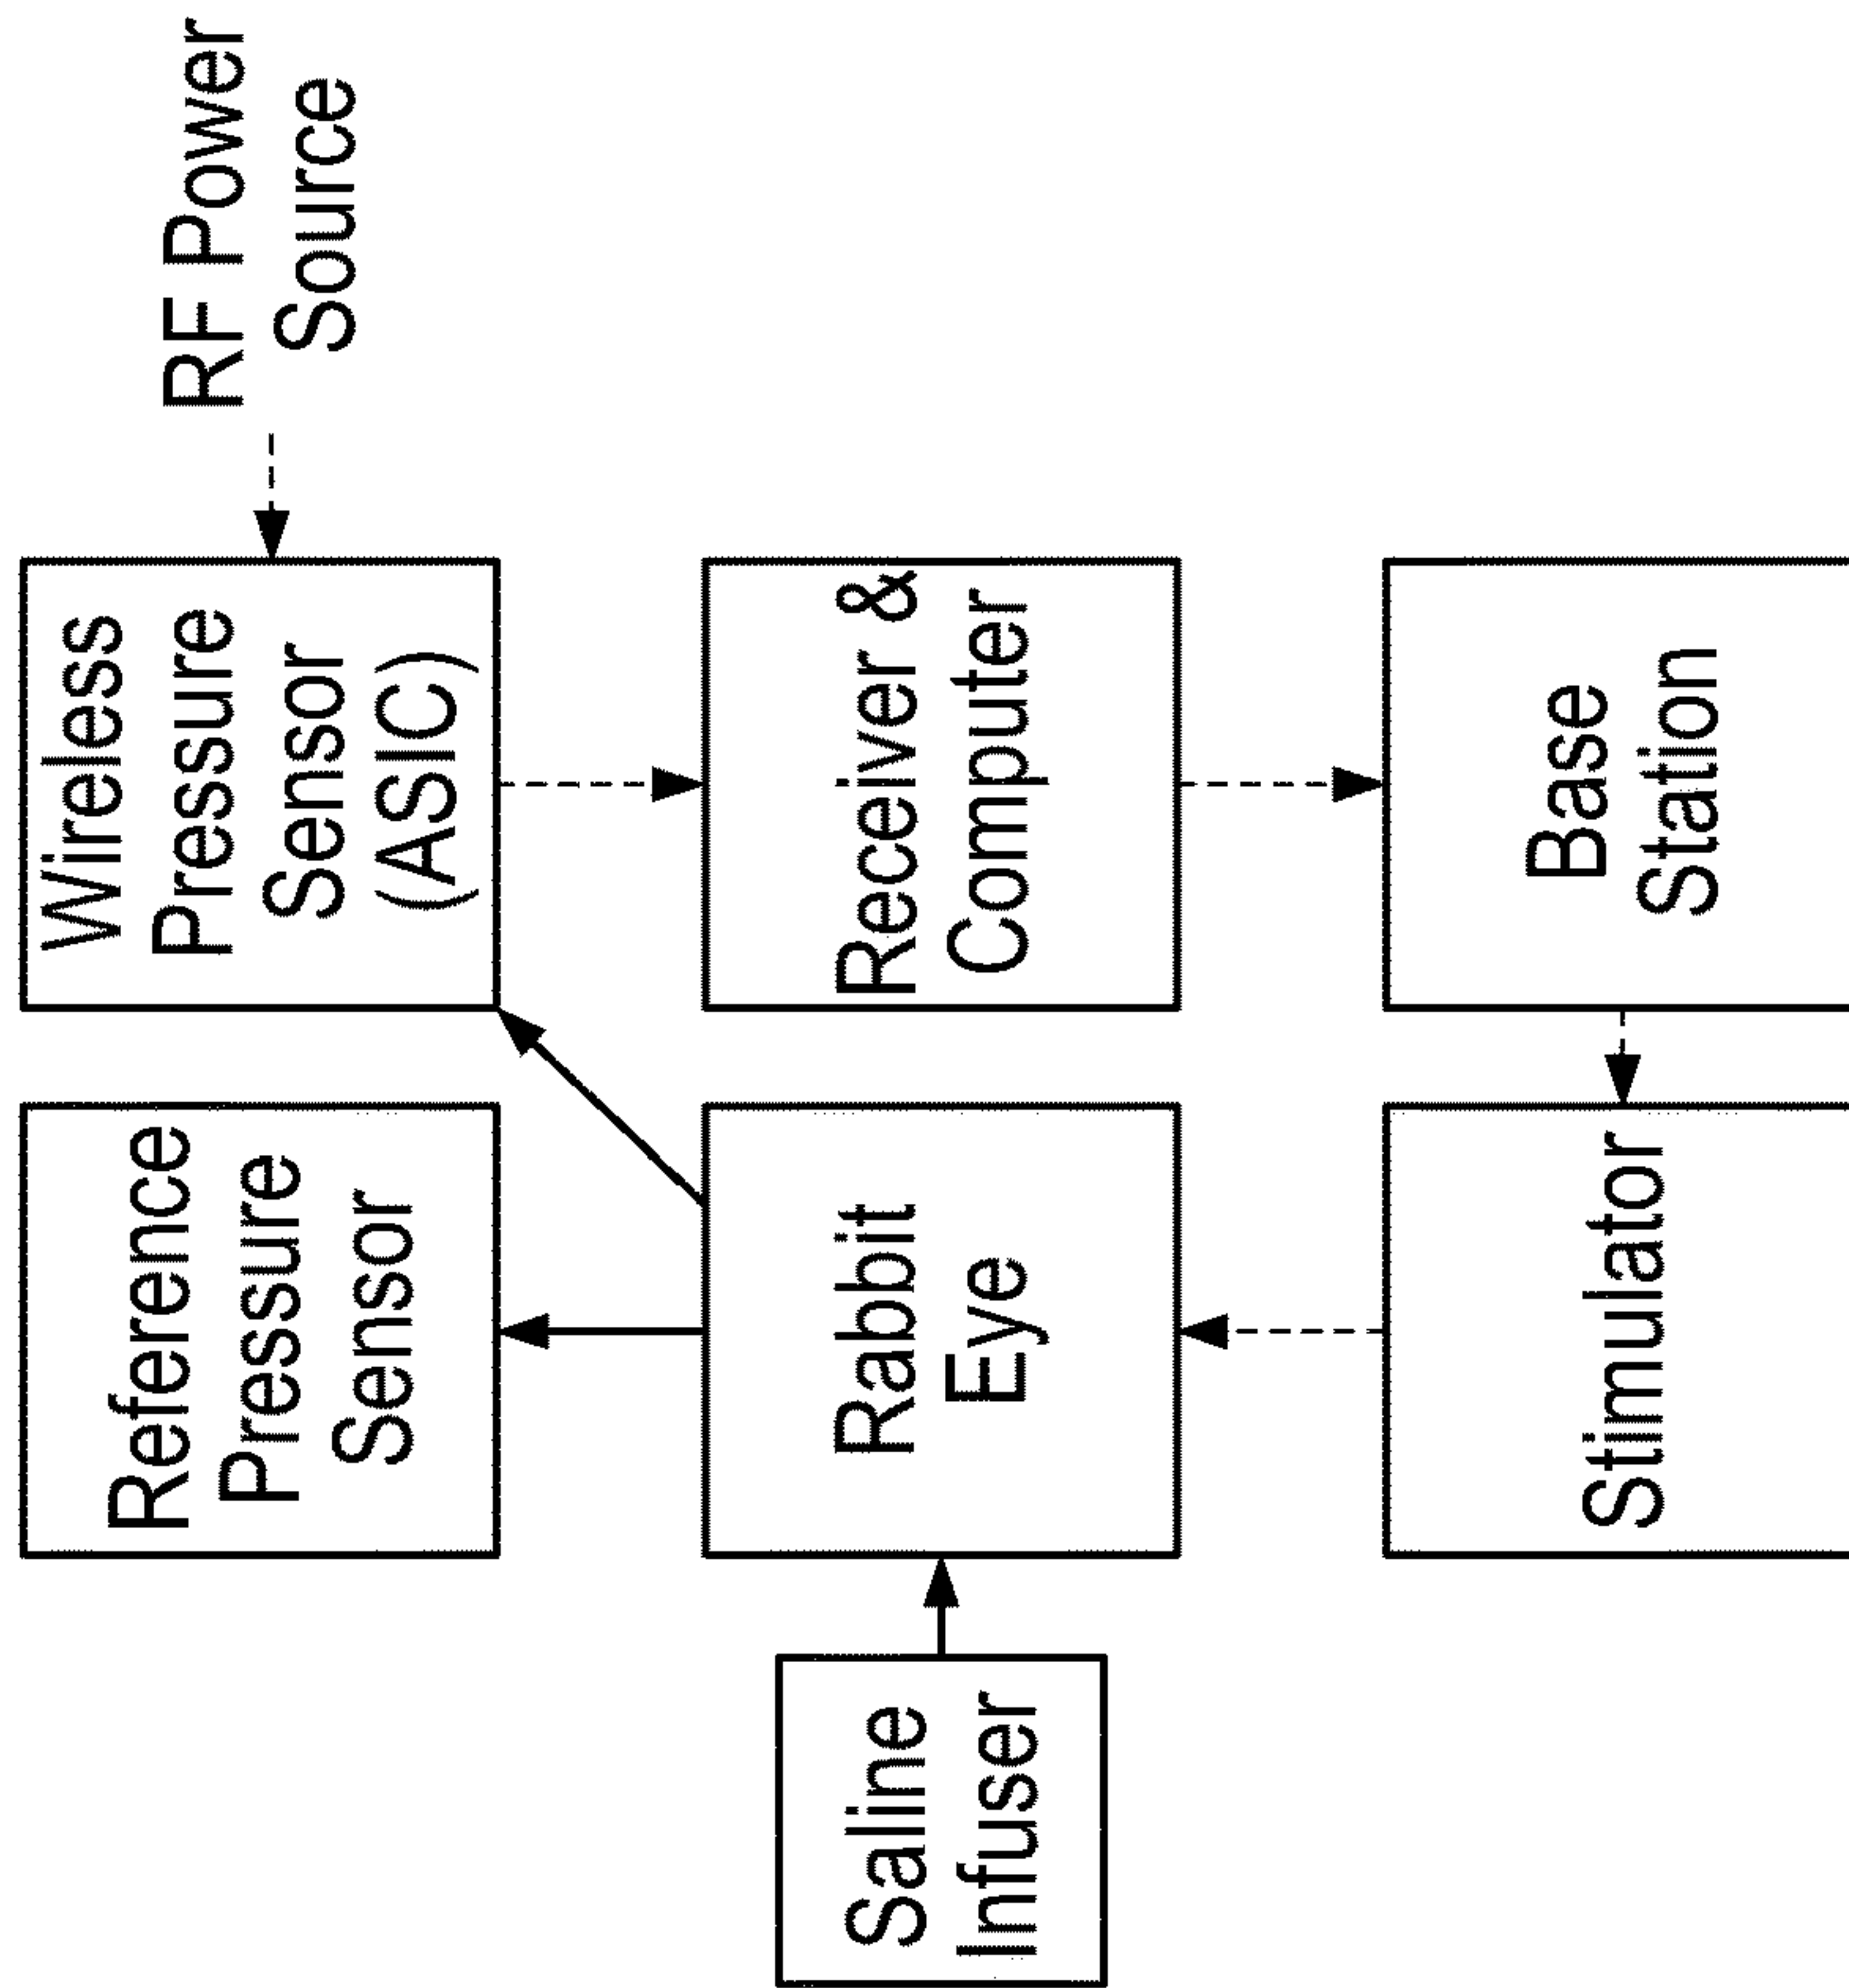 Reference
Pressure
Sensor
Wireless
Pressure
Sensor
(ASIC)
RF Power
Source
Saline
Infuser
Rabbit
Eye
Receiver &
Computer
Stimulator
Base
Station